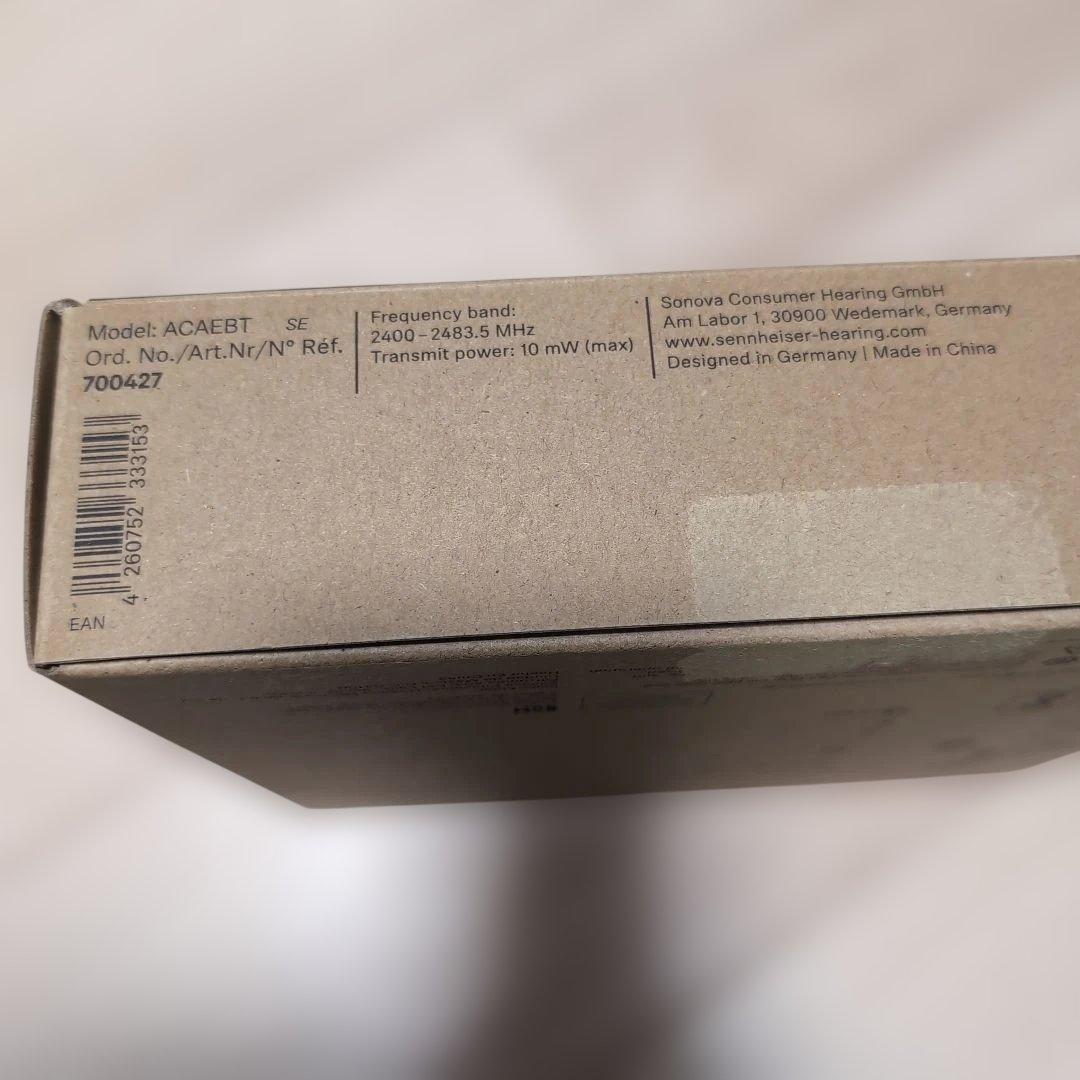 Model: ACAEBT SE
Ord. No./Art.Nr/N° Réf.
700427
Frequency band:
2400 – 2483.5 MHz
Transmit power: 10 mW (max)
Sonova Consumer Hearing GmbH
Am Labor 1, 30900 Wedemark, Germany
www.sennheiser-hearing.com
Designed in Germany | Made in China
4 260752 333153
EAN